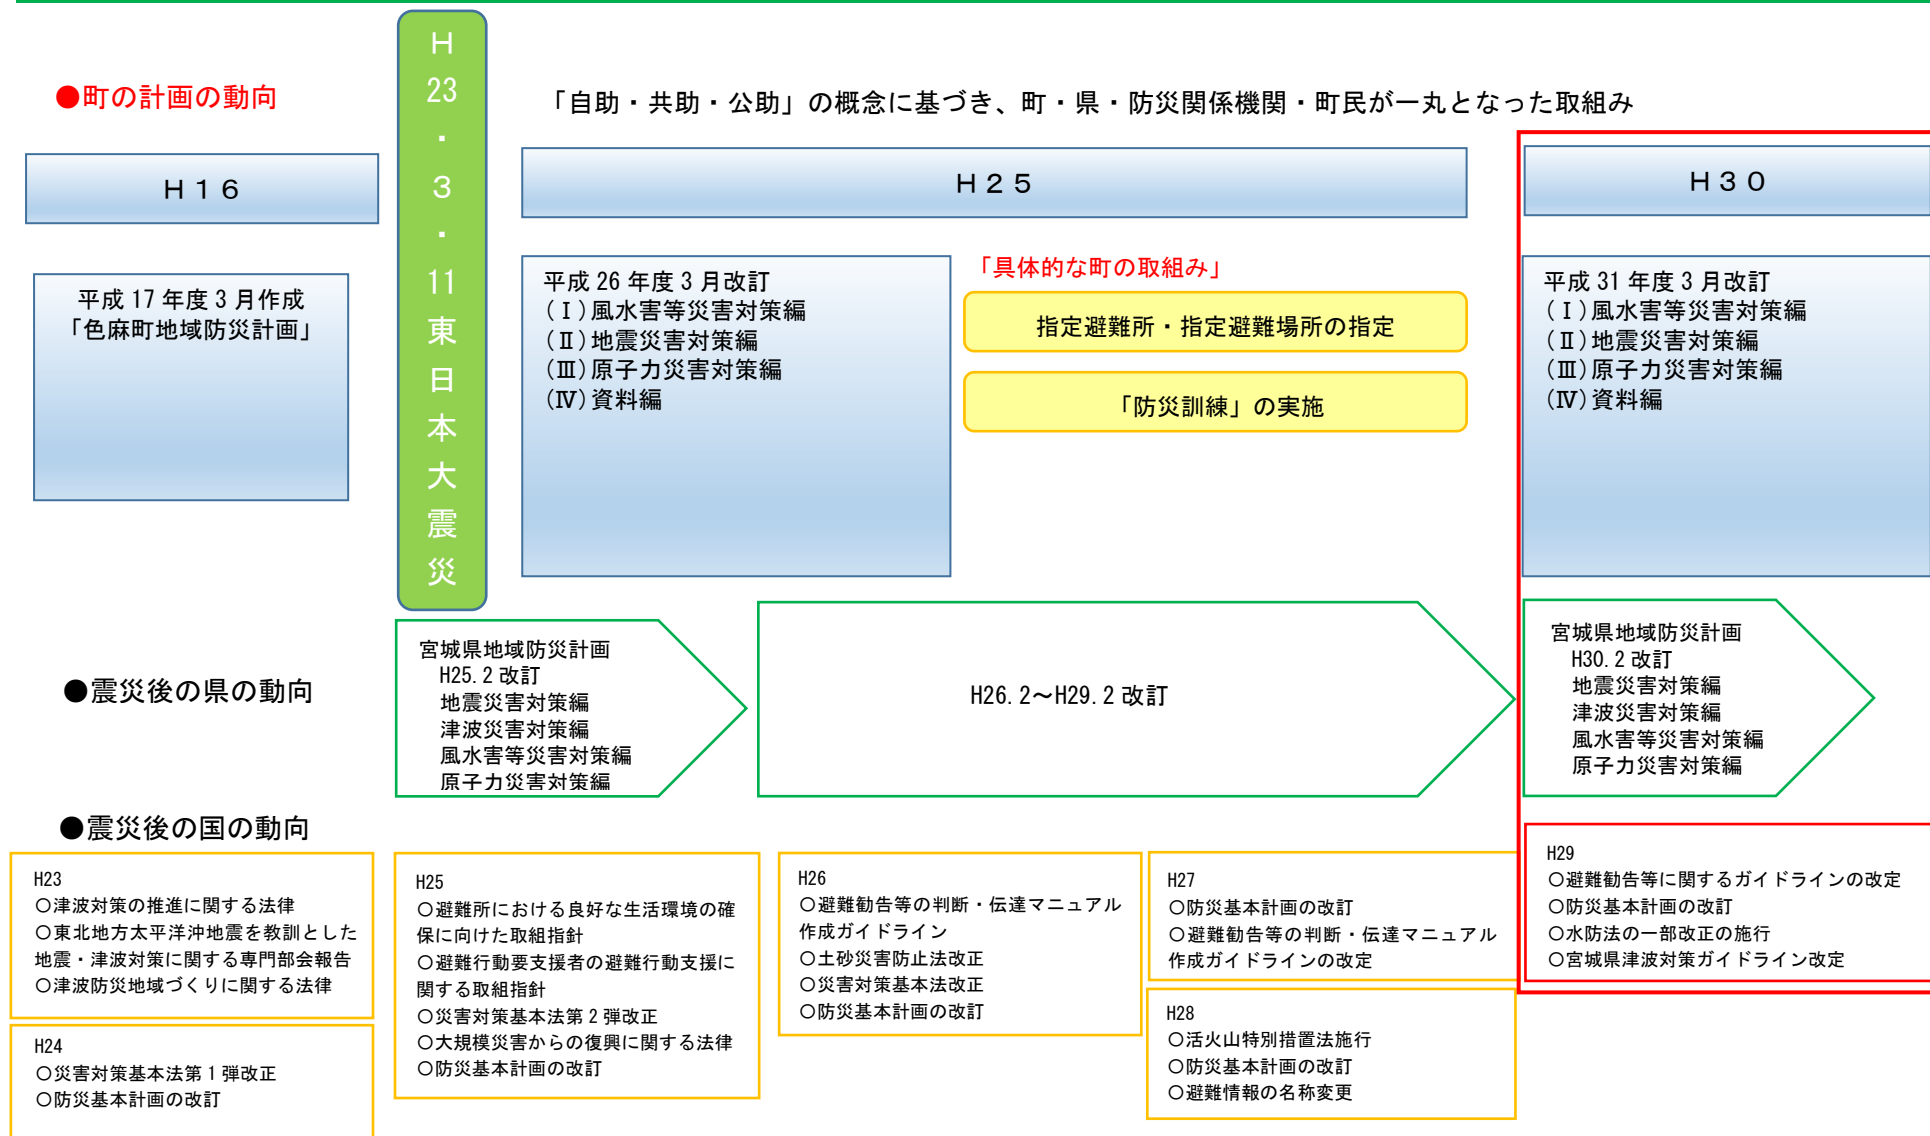 ●町の計画の動向
H
23
・
3
・
11
東
日
本
大
震
災
「自助・共助・公助」の概念に基づき、町・県・防災関係機関・町民が一丸となった取組み
H16
H25
H30
平成17年度3月作成
「色麻町地域防災計画」
平成26年度3月改訂
(Ⅰ)風水害等災害対策編
(Ⅱ)地震災害対策編
(Ⅲ)原子力災害対策編
(Ⅳ)資料編
「具体的な町の取組み」
指定避難所・指定避難場所の指定
「防災訓練」の実施
平成31年度3月改訂
(Ⅰ)風水害等災害対策編
(Ⅱ)地震災害対策編
(Ⅲ)原子力災害対策編
(Ⅳ)資料編
●震災後の県の動向
宮城県地域防災計画
H25.2改訂
地震災害対策編
津波災害対策編
風水害等災害対策編
原子力災害対策編
H26.2～H29.2改訂
宮城県地域防災計画
H30.2改訂
地震災害対策編
津波災害対策編
風水害等災害対策編
原子力災害対策編
●震災後の国の動向
H23
○津波対策の推進に関する法律
○東北地方太平洋沖地震を教訓とした
地震・津波対策に関する専門部会報告
○津波防災地域づくりに関する法律
H24
○災害対策基本法第1弾改正
○防災基本計画の改訂
H25
○避難所における良好な生活環境の確
保に向けた取組指針
○避難行動要支援者の避難行動支援に
関する取組指針
○災害対策基本法第2弾改正
○大規模災害からの復興に関する法律
○防災基本計画の改訂
H26
○避難勧告等の判断・伝達マニュアル
作成ガイドライン
○土砂災害防止法改正
○災害対策基本法改正
○防災基本計画の改訂
H27
○防災基本計画の改訂
○避難勧告等の判断・伝達マニュアル
作成ガイドラインの改定
H28
○活火山特別措置法施行
○防災基本計画の改訂
○避難情報の名称変更
H29
○避難勧告等に関するガイドラインの改定
○防災基本計画の改訂
○水防法の一部改正の施行
○宮城県津波対策ガイドライン改定